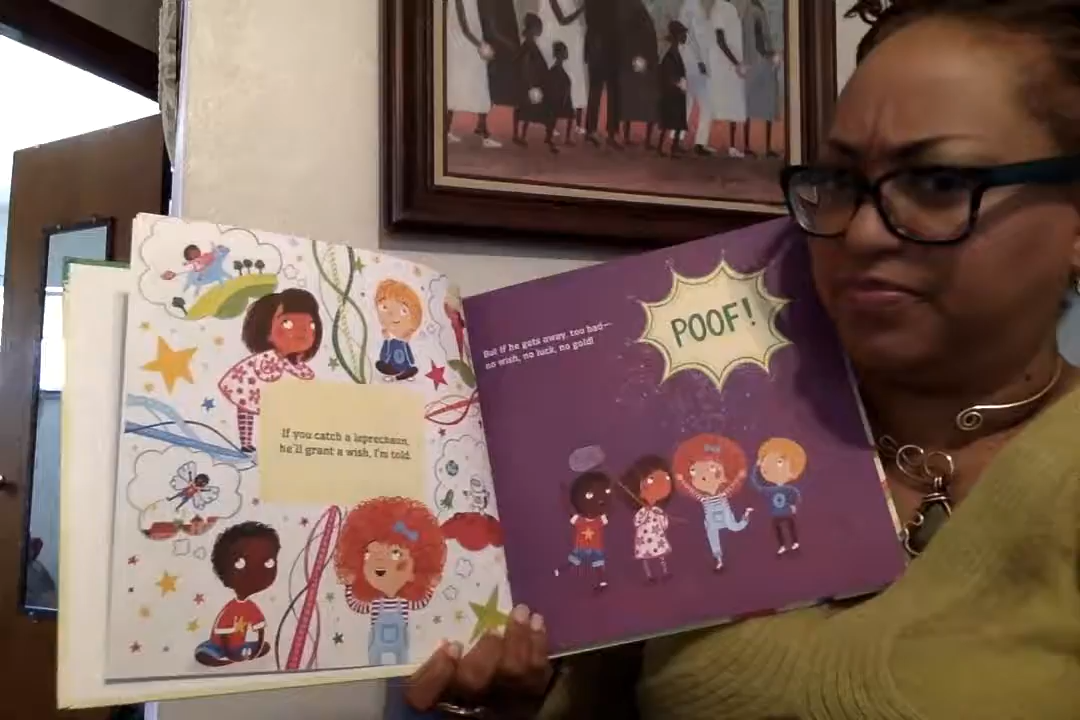 If you catch a leprechaun,
he'll grant a wish, I'm told.
But if he gets away, too bad—
no wish, no luck, no gold!
POOF!